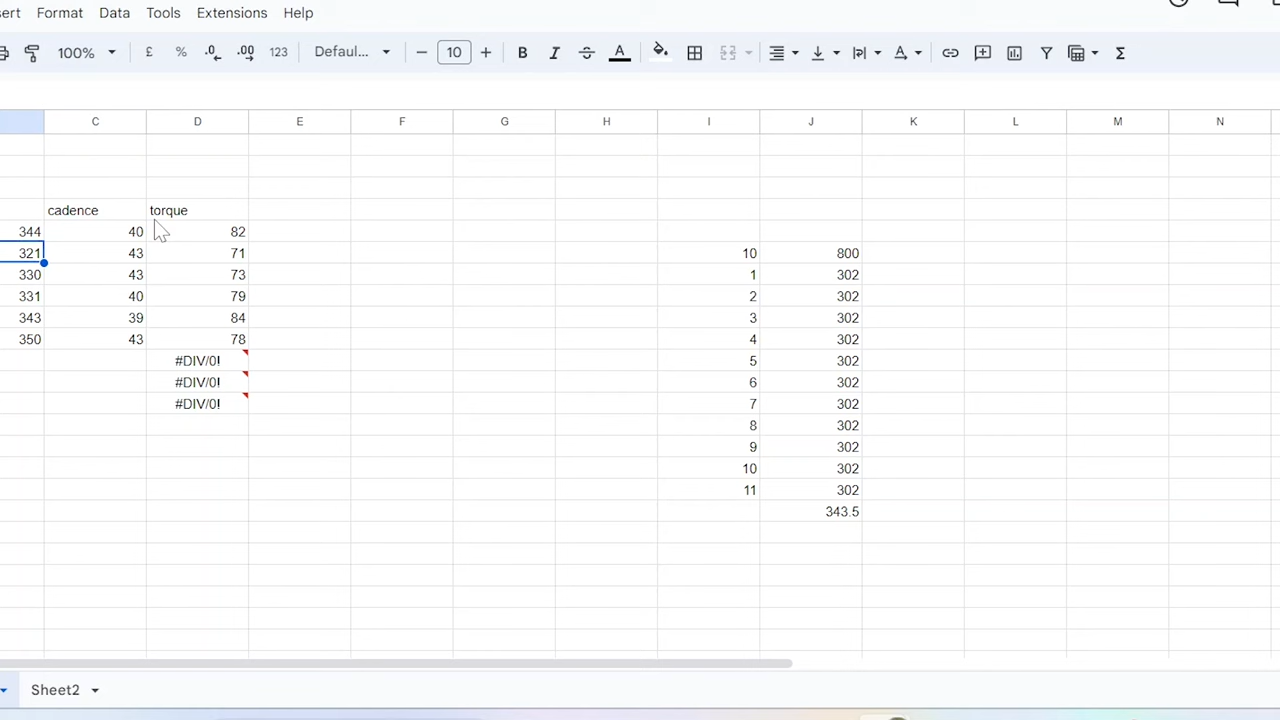 sert Format Data Tools Extensions Help
100% £ % .0 .00 123 Defaul... − 10 + B I A Σ
C D E F G H I J K L M N
cadence torque
344 40 82
321 43 71 10 800
330 43 73 1 302
331 40 79 2 302
343 39 84 3 302
350 43 78 4 302
#DIV/0! 5 302
#DIV/0! 6 302
#DIV/0! 7 302
8 302
9 302
10 302
11 302
343.5
Sheet2